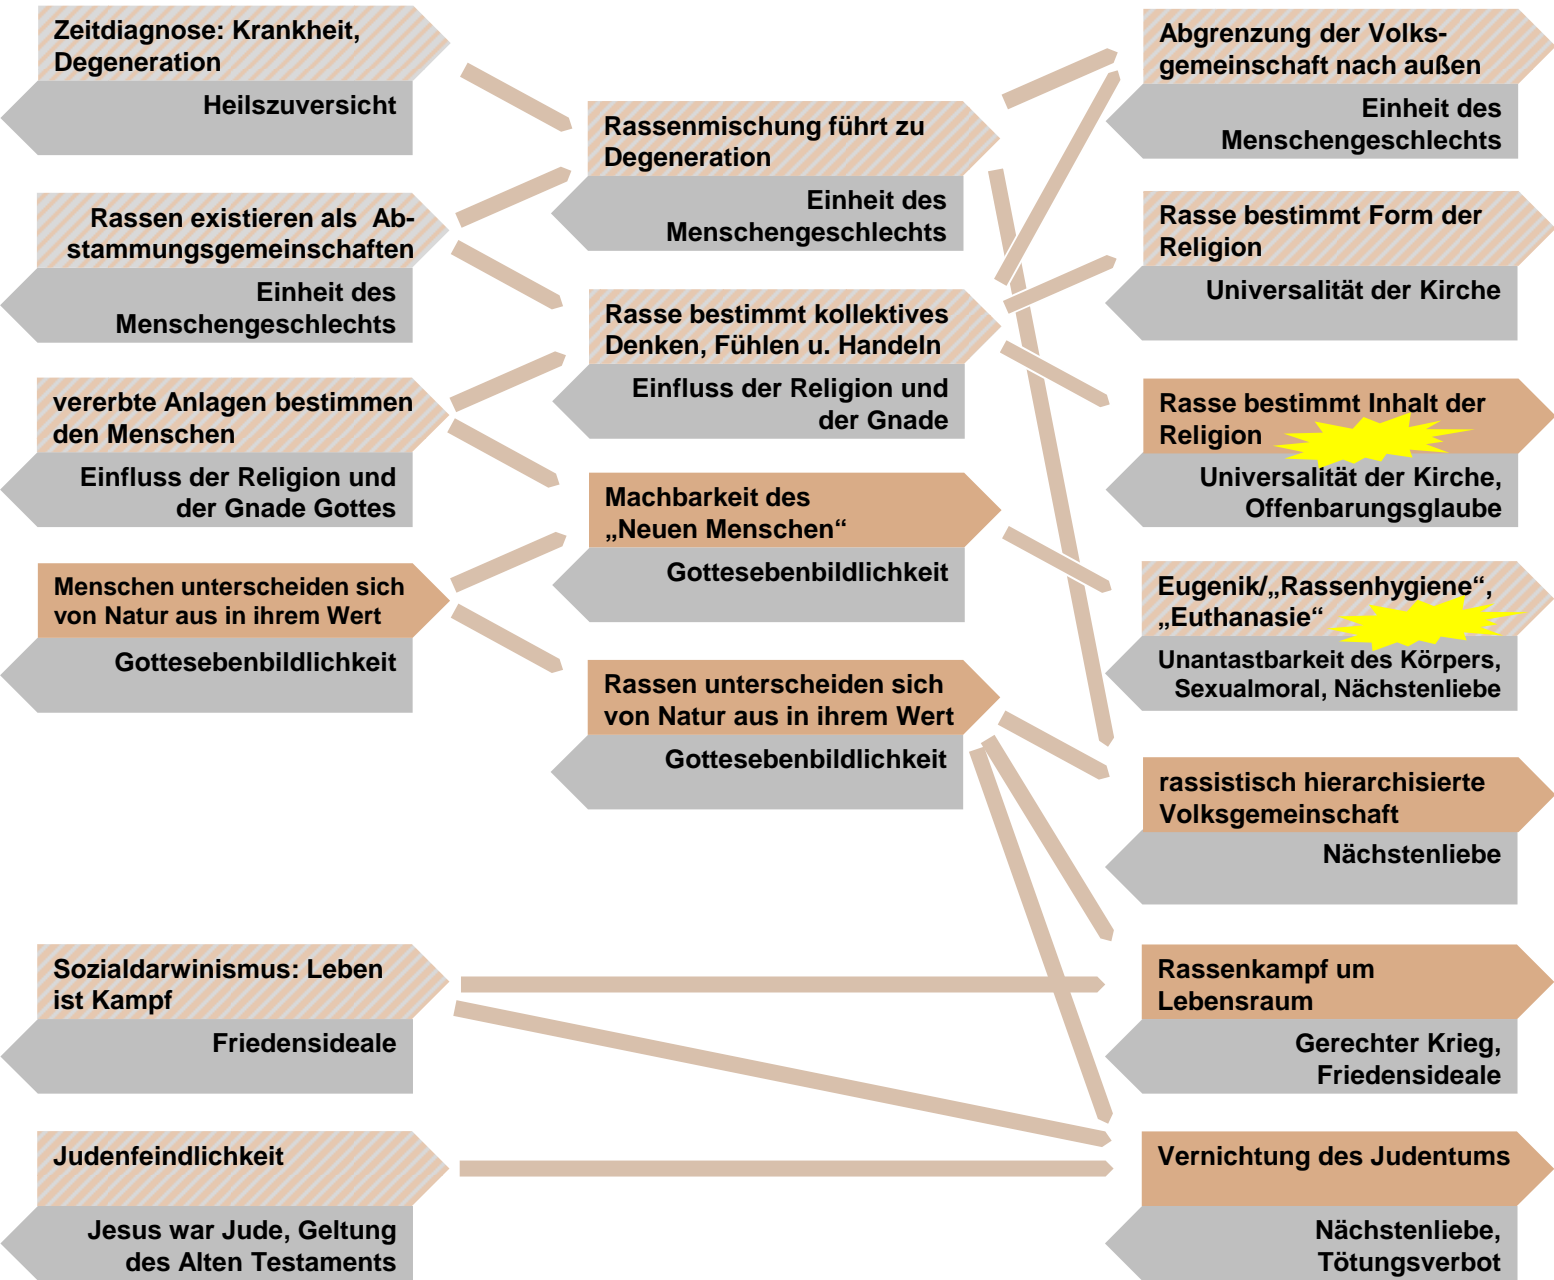 Zeitdiagnose: Krankheit,
Degeneration
Heilszuversicht
Rassen existieren als Ab-
stammungsgemeinschaften
Einheit des
Menschengeschlechts
vererbte Anlagen bestimmen
den Menschen
Einfluss der Religion und
der Gnade Gottes
Menschen unterscheiden sich
von Natur aus in ihrem Wert
Gottesebenbildlichkeit
Sozialdarwinismus: Leben
ist Kampf
Friedensideale
Judenfeindlichkeit
Jesus war Jude, Geltung
des Alten Testaments
Rassenmischung führt zu
Degeneration
Einheit des
Menschengeschlechts
Rasse bestimmt kollektives
Denken, Fühlen u. Handeln
Einfluss der Religion und
der Gnade
Machbarkeit des
„Neuen Menschen“
Gottesebenbildlichkeit
Rassen unterscheiden sich
von Natur aus in ihrem Wert
Gottesebenbildlichkeit
Abgrenzung der Volks-
gemeinschaft nach außen
Einheit des
Menschengeschlechts
Rasse bestimmt Form der
Religion
Universalität der Kirche
Rasse bestimmt Inhalt der
Religion
Universalität der Kirche,
Offenbarungsglaube
Eugenik/„Rassenhygiene“,
„Euthanasie“
Unantastbarkeit des Körpers,
Sexualmoral, Nächstenliebe
rassistisch hierarchisierte
Volksgemeinschaft
Nächstenliebe
Rassenkampf um
Lebensraum
Gerechter Krieg,
Friedensideale
Vernichtung des Judentums
Nächstenliebe,
Tötungsverbot